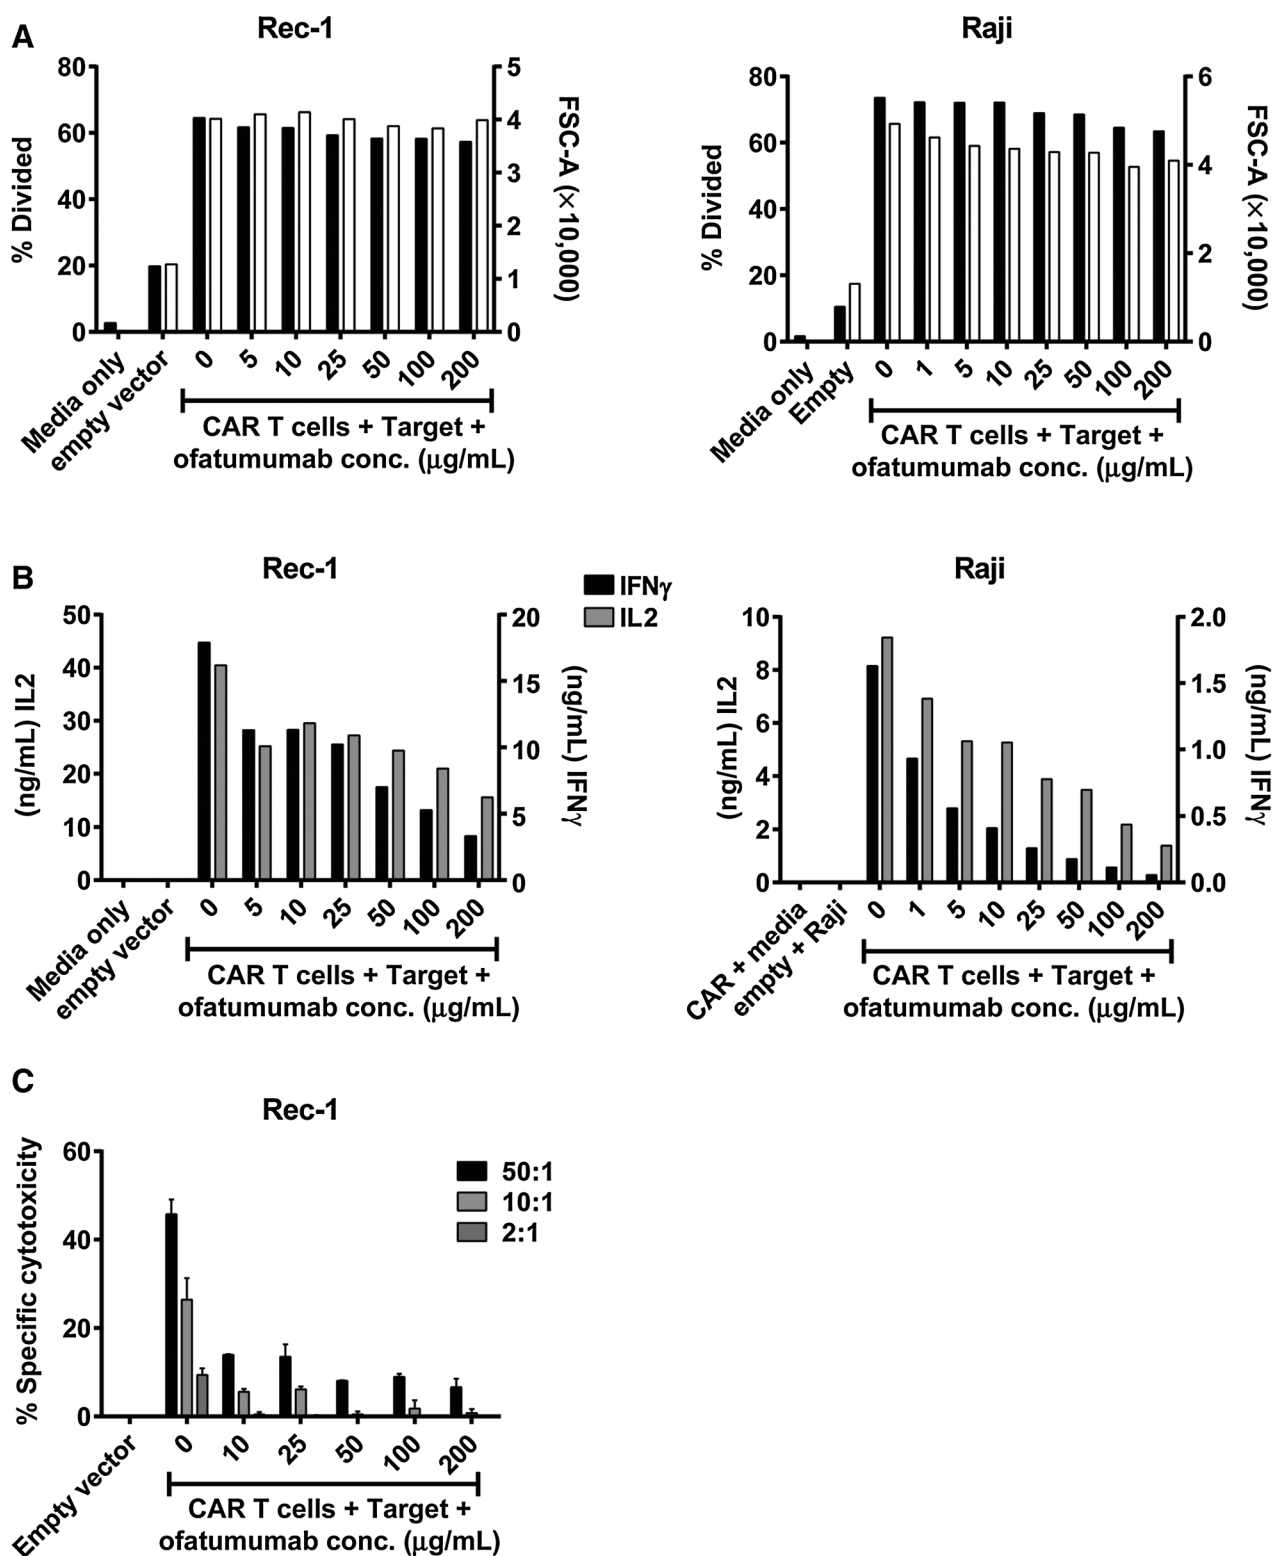 A
Rec-1
80
60
40
20
0
% Divided
5
4
3
2
1
0
FSC-A (×10,000)
Media only
empty vector
0
5
10
25
50
100
200
CAR T cells + Target +
ofatumumab conc. (μg/mL)
Raji
80
60
40
20
0
% Divided
6
4
2
0
FSC-A (×10,000)
Media only
Empty
0
1
5
10
25
50
100
200
CAR T cells + Target +
ofatumumab conc. (μg/mL)
B
Rec-1
50
40
30
20
10
0
(ng/mL) IL2
20
15
10
5
0
(ng/mL) IFNγ
IFNγ
IL2
Media only
empty vector
0
5
10
25
50
100
200
CAR T cells + Target +
ofatumumab conc. (μg/mL)
Raji
10
8
6
4
2
0
(ng/mL) IL2
2.0
1.5
1.0
0.5
0.0
(ng/mL) IFNγ
CAR + media
empty + Raji
0
1
5
10
25
50
100
200
CAR T cells + Target +
ofatumumab conc. (μg/mL)
C
Rec-1
60
40
20
0
% Specific cytotoxicity
50:1
10:1
2:1
Empty vector
0
10
25
50
100
200
CAR T cells + Target +
ofatumumab conc. (μg/mL)